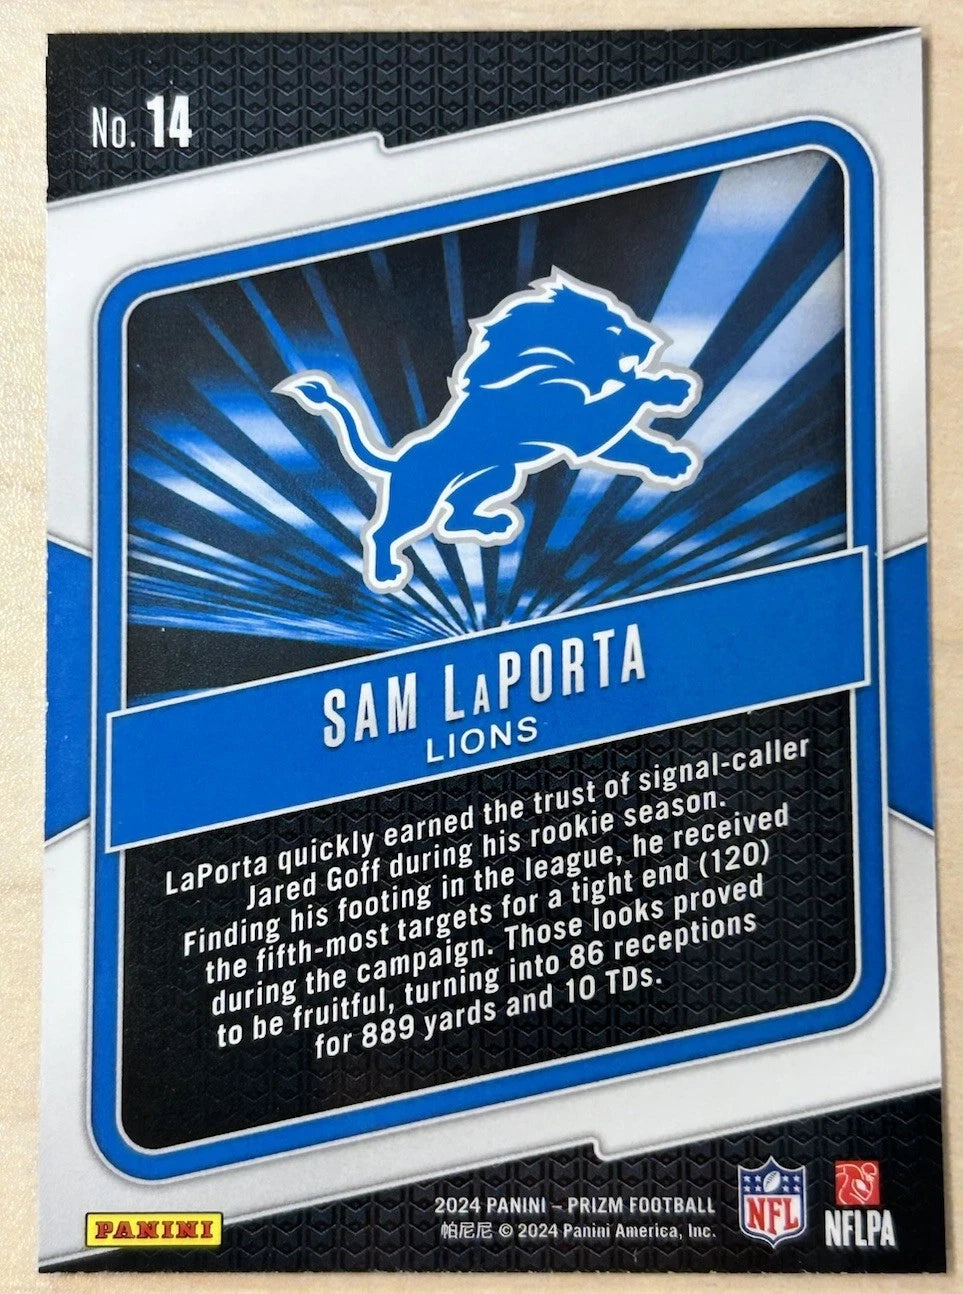 No. 14
SAM LaPORTA
LIONS
LaPorta quickly earned the trust of signal-caller
Jared Goff during his rookie season.
Finding his footing in the league, he received
the fifth-most targets for a tight end (120)
during the campaign. Those looks proved
to be fruitful, turning into 86 receptions
for 889 yards and 10 TDs.
2024 PANINI – PRIZM FOOTBALL
帕尼尼 © 2024 Panini America, Inc.
PANINI
NFL
NFLPA